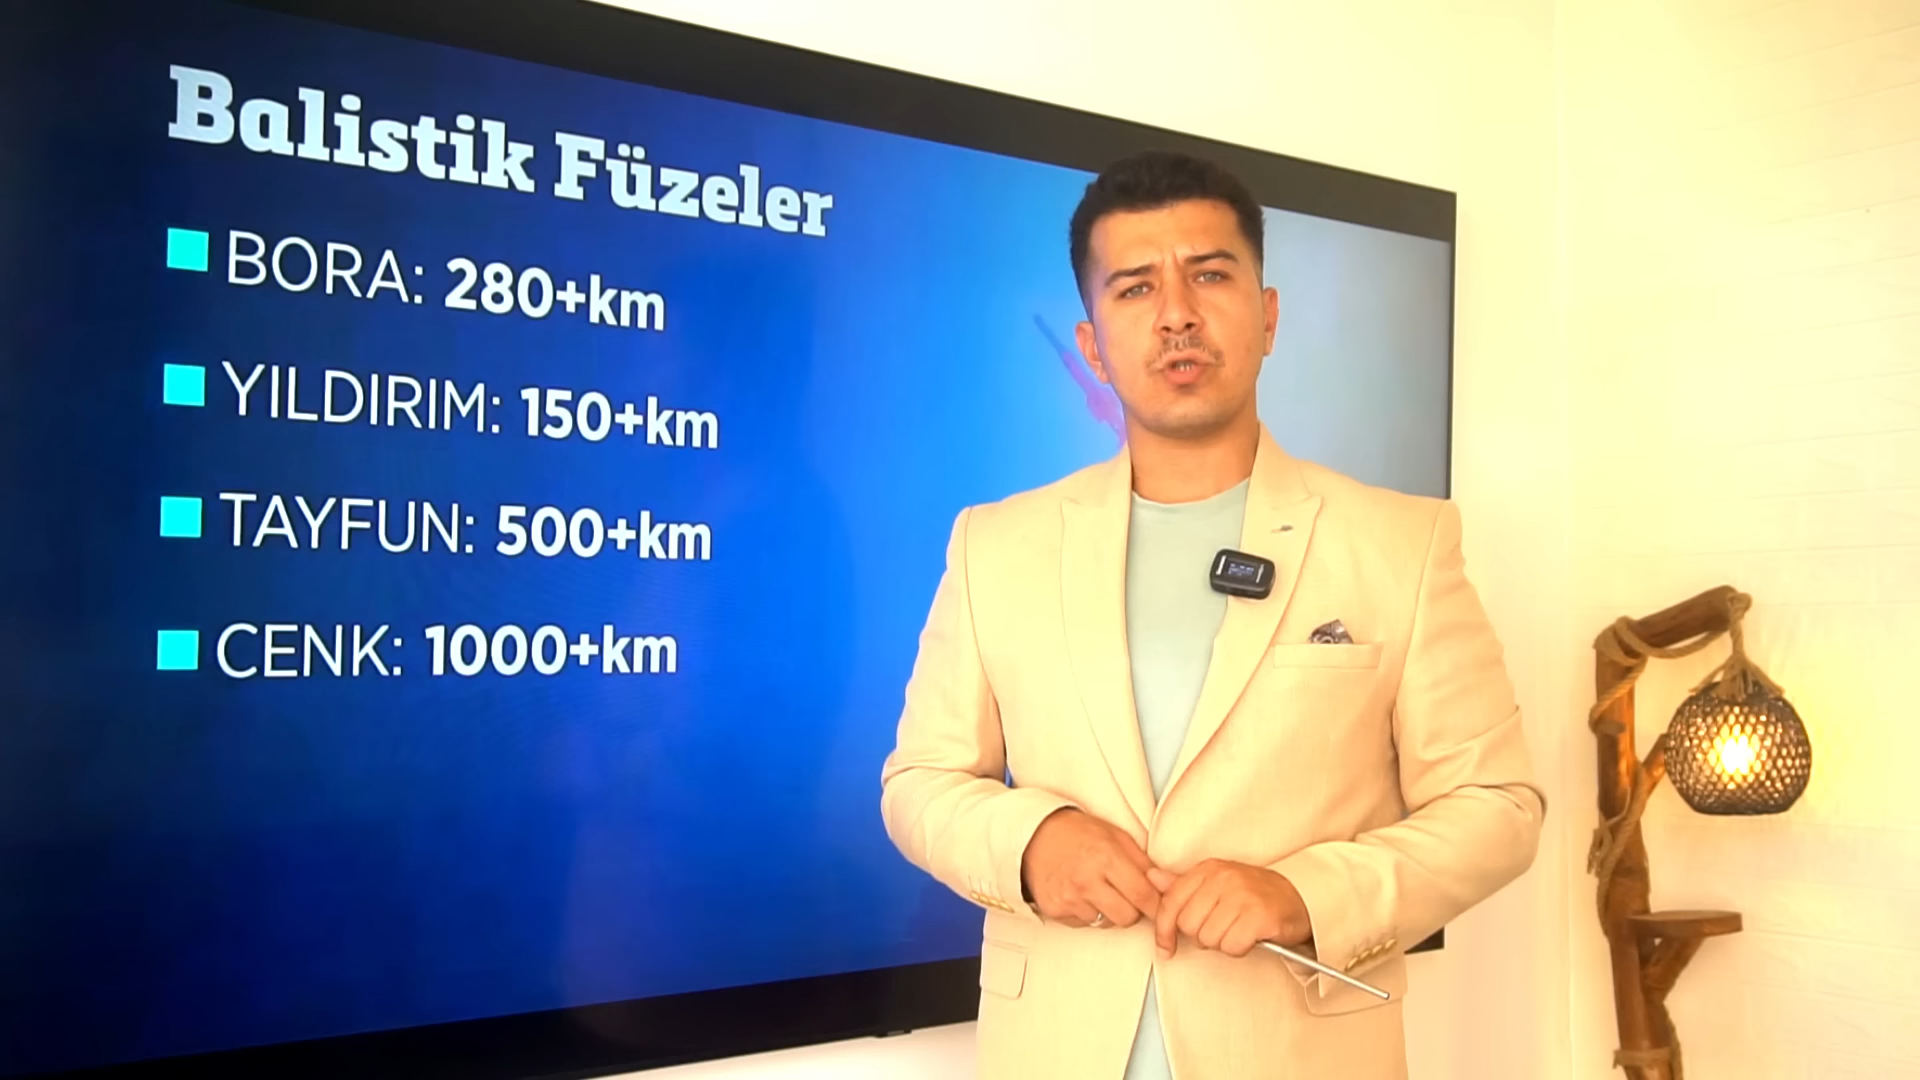 Balistik Füzeler
BORA: 280+km
YILDIRIM: 150+km
TAYFUN: 500+km
CENK: 1000+km